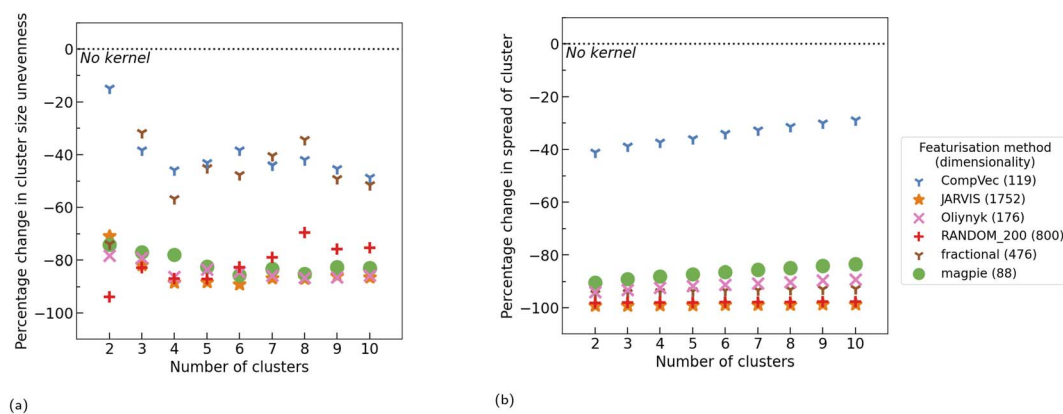 Percentage change in cluster size unevenness
0
−20
−40
−60
−80
−100
No kernel
2 3 4 5 6 7 8 9 10
Number of clusters
(a)
Percentage change in spread of cluster
0
−20
−40
−60
−80
−100
No kernel
2 3 4 5 6 7 8 9 10
Number of clusters
(b)
Featurisation method
(dimensionality)
CompVec (119)
JARVIS (1752)
Oliynyk (176)
RANDOM_200 (800)
fractional (476)
magpie (88)